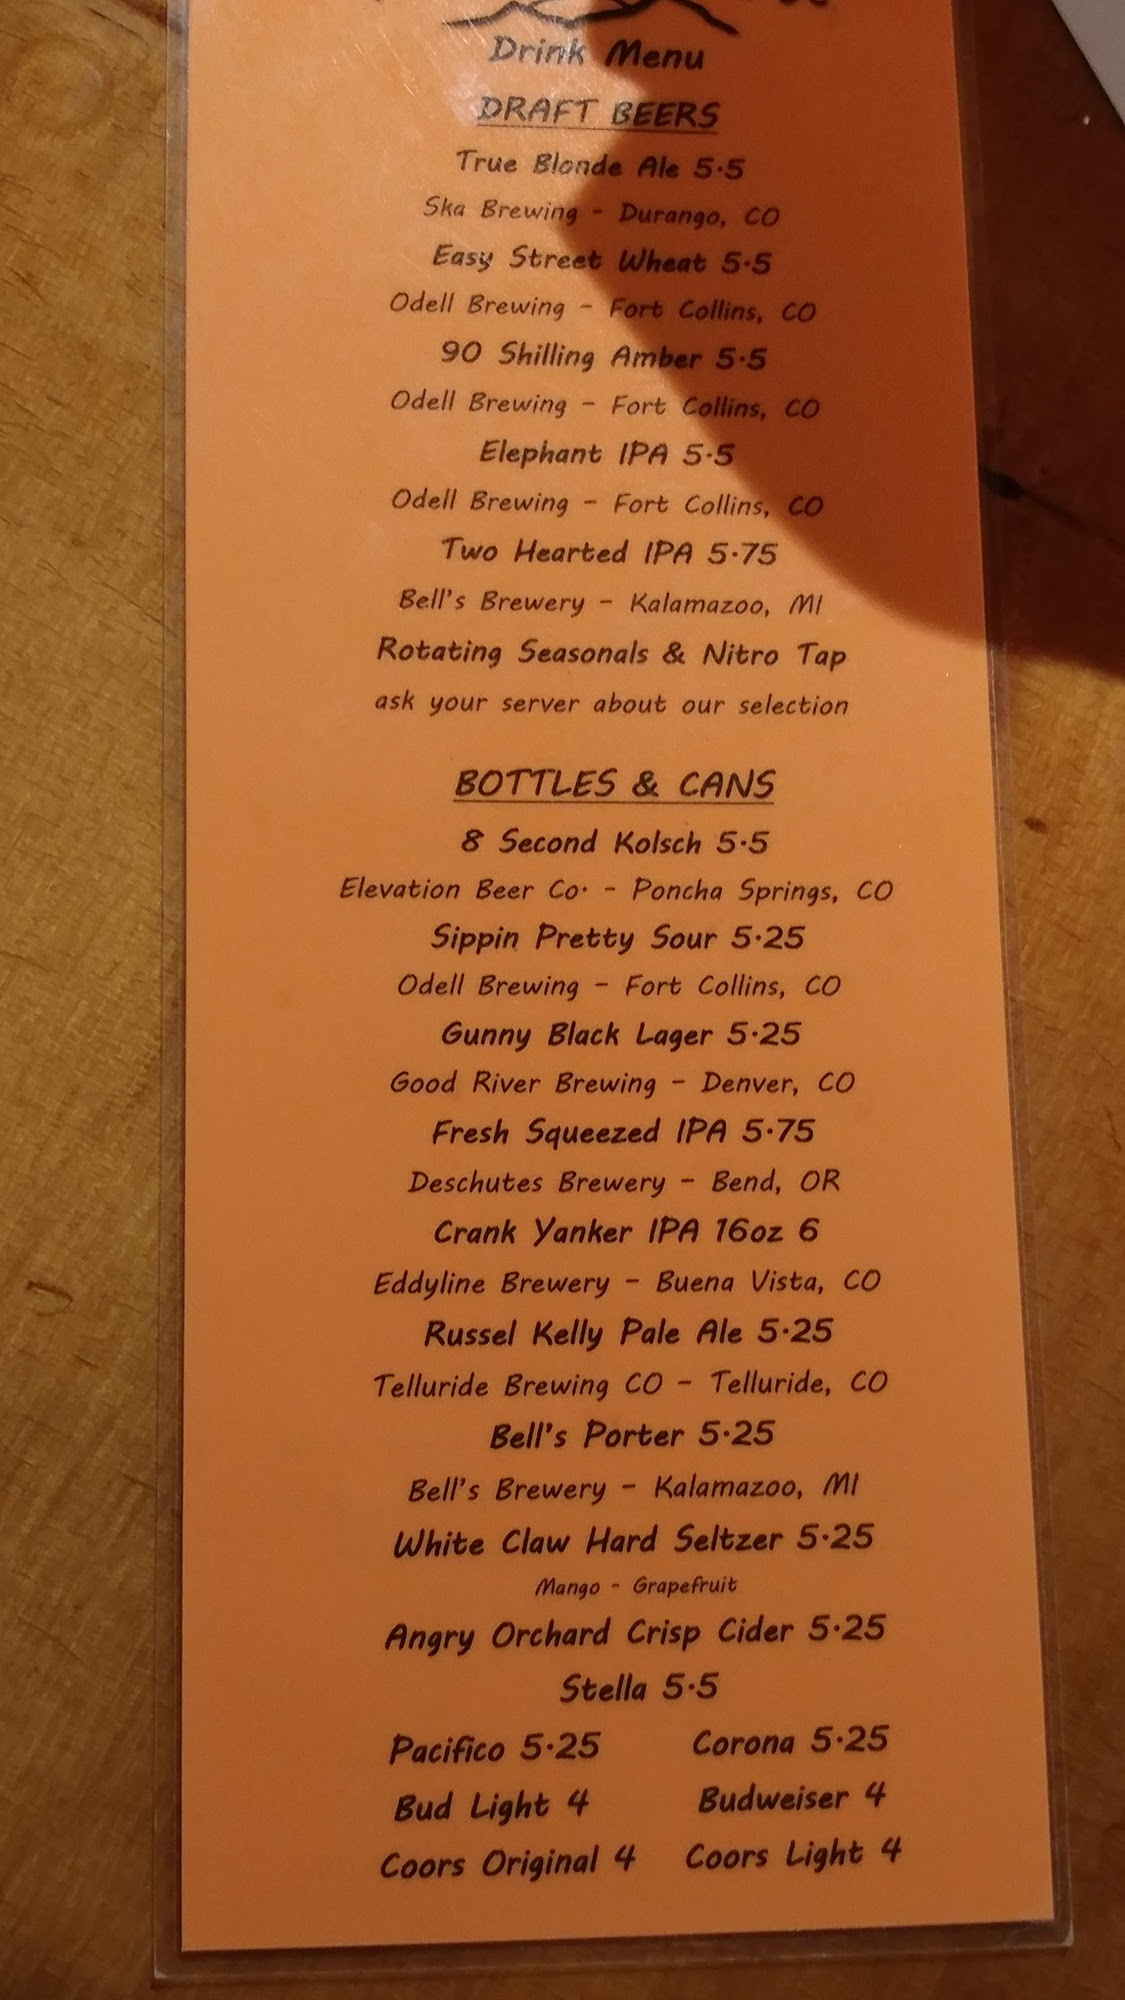 Drink Menu
DRAFT BEERS
True Blonde Ale 5.5
Ska Brewing - Durango, CO
Easy Street Wheat 5.5
Odell Brewing - Fort Collins, CO
90 Shilling Amber 5.5
Odell Brewing - Fort Collins, CO
Elephant IPA 5.5
Odell Brewing - Fort Collins, CO
Two Hearted IPA 5.75
Bell's Brewery - Kalamazoo, MI
Rotating Seasonals & Nitro Tap
ask your server about our selection
BOTTLES & CANS
8 Second Kolsch 5.5
Elevation Beer Co. - Poncha Springs, CO
Sippin Pretty Sour 5.25
Odell Brewing - Fort Collins, CO
Gunny Black Lager 5.25
Good River Brewing - Denver, CO
Fresh Squeezed IPA 5.75
Deschutes Brewery - Bend, OR
Crank Yanker IPA 16oz 6
Eddyline Brewery - Buena Vista, CO
Russel Kelly Pale Ale 5.25
Telluride Brewing CO - Telluride, CO
Bell's Porter 5.25
Bell's Brewery - Kalamazoo, MI
White Claw Hard Seltzer 5.25
Mango - Grapefruit
Angry Orchard Crisp Cider 5.25
Stella 5.5
Pacifico 5.25 Corona 5.25
Bud Light 4 Budweiser 4
Coors Original 4 Coors Light 4